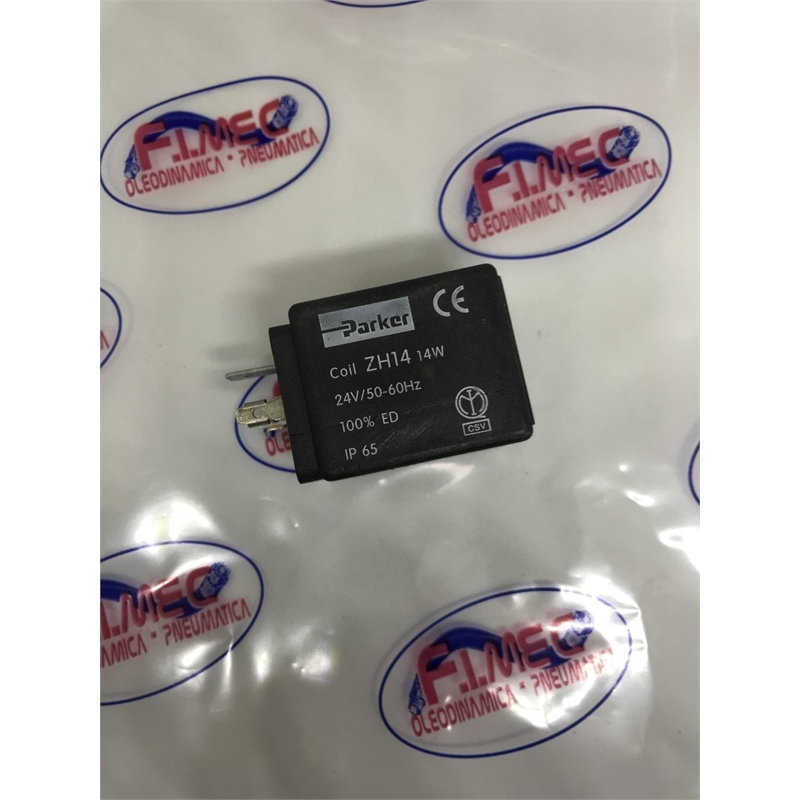 F.I.MEC
OLEODINAMICA • PNEUMATICA
F.I.MEC
OLEODINAMICA • PNEUMATICA
Parker
CE
Coil ZH14 14W
24V/50-60Hz
100% ED
IP 65
CSV
F.I.MEC
OLEODINAMICA • PNEUMATICA
F.I.MEC
OLEODINAMICA • PNEUMATICA